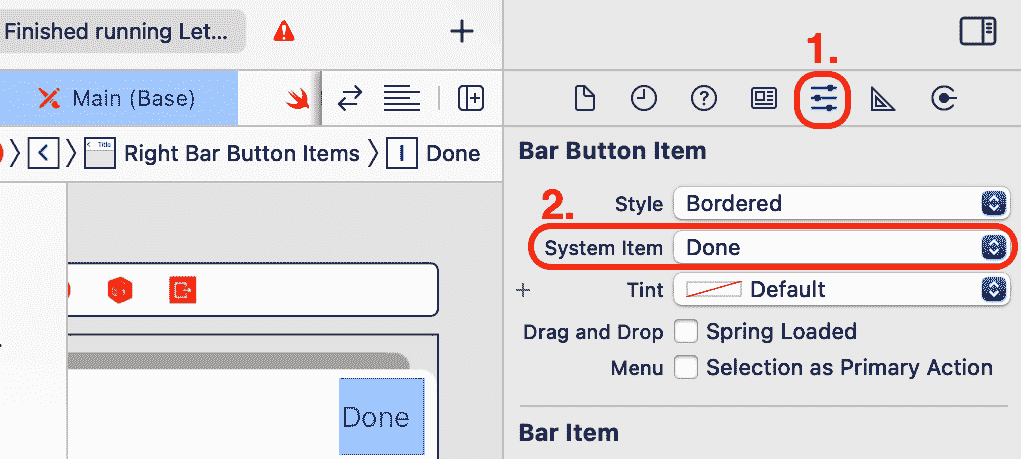 Finished running Let...
1.
Main (Base)
Right Bar Button Items
Done
Bar Button Item
2.
Style
Bordered
System Item
Done
Tint
Default
Drag and Drop
Spring Loaded
Menu
Selection as Primary Action
Done
Bar Item